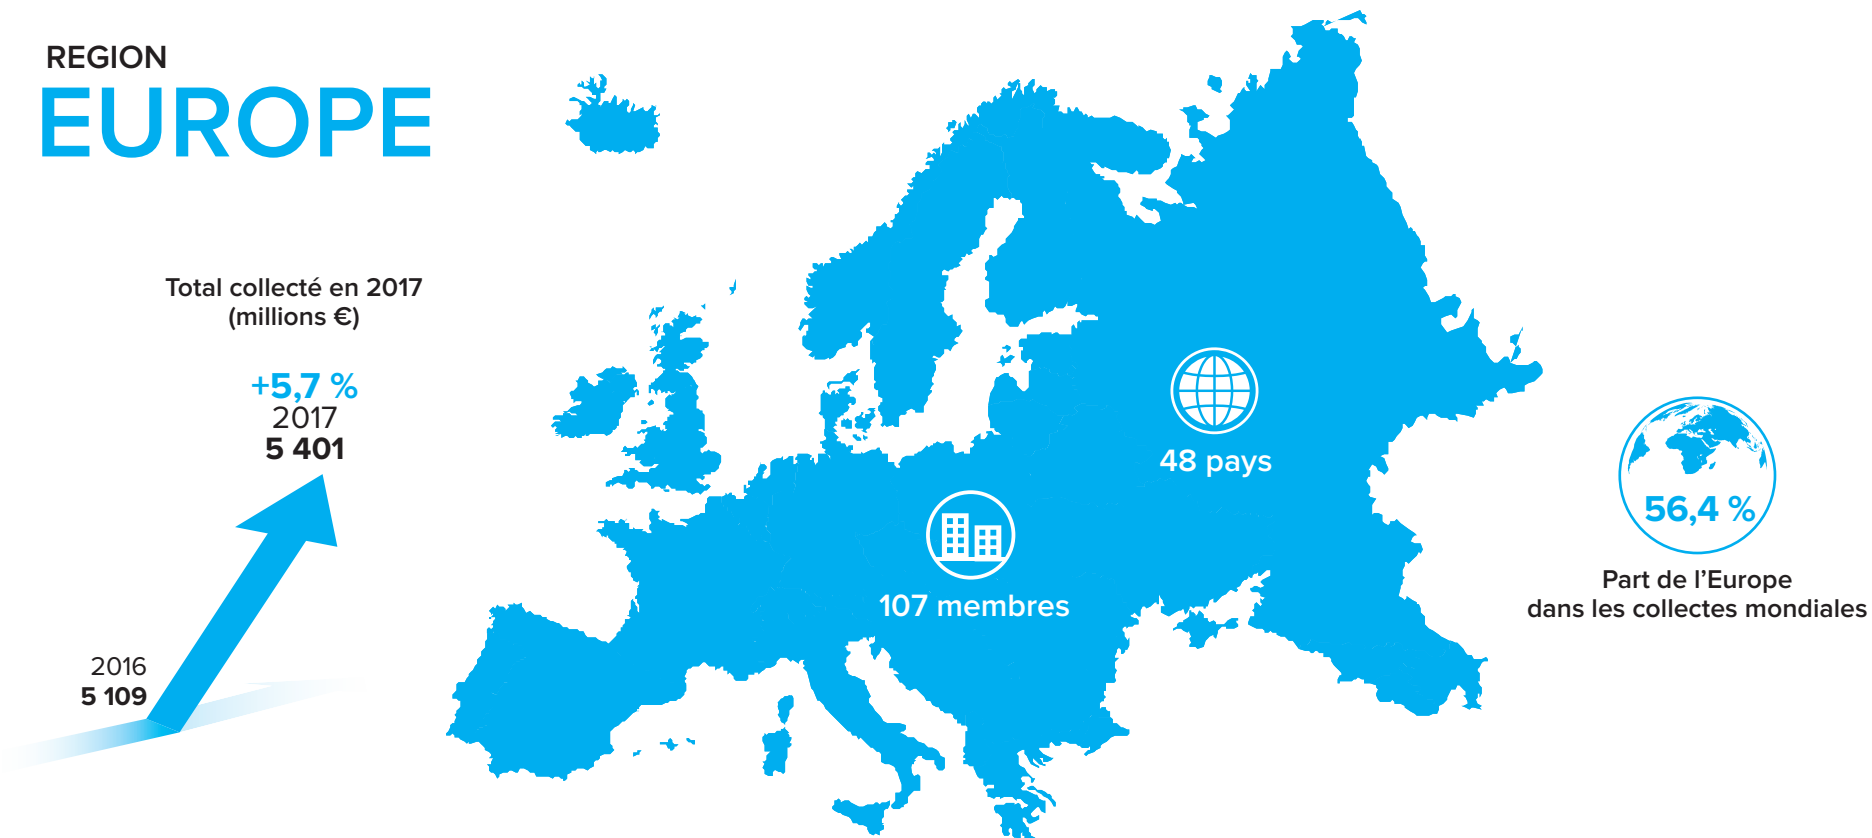 REGION
EUROPE
Total collecté en 2017
(millions €)
+5,7 %
2017
5 401
2016
5 109
48 pays
107 membres
56,4 %
Part de l’Europe
dans les collectes mondiales